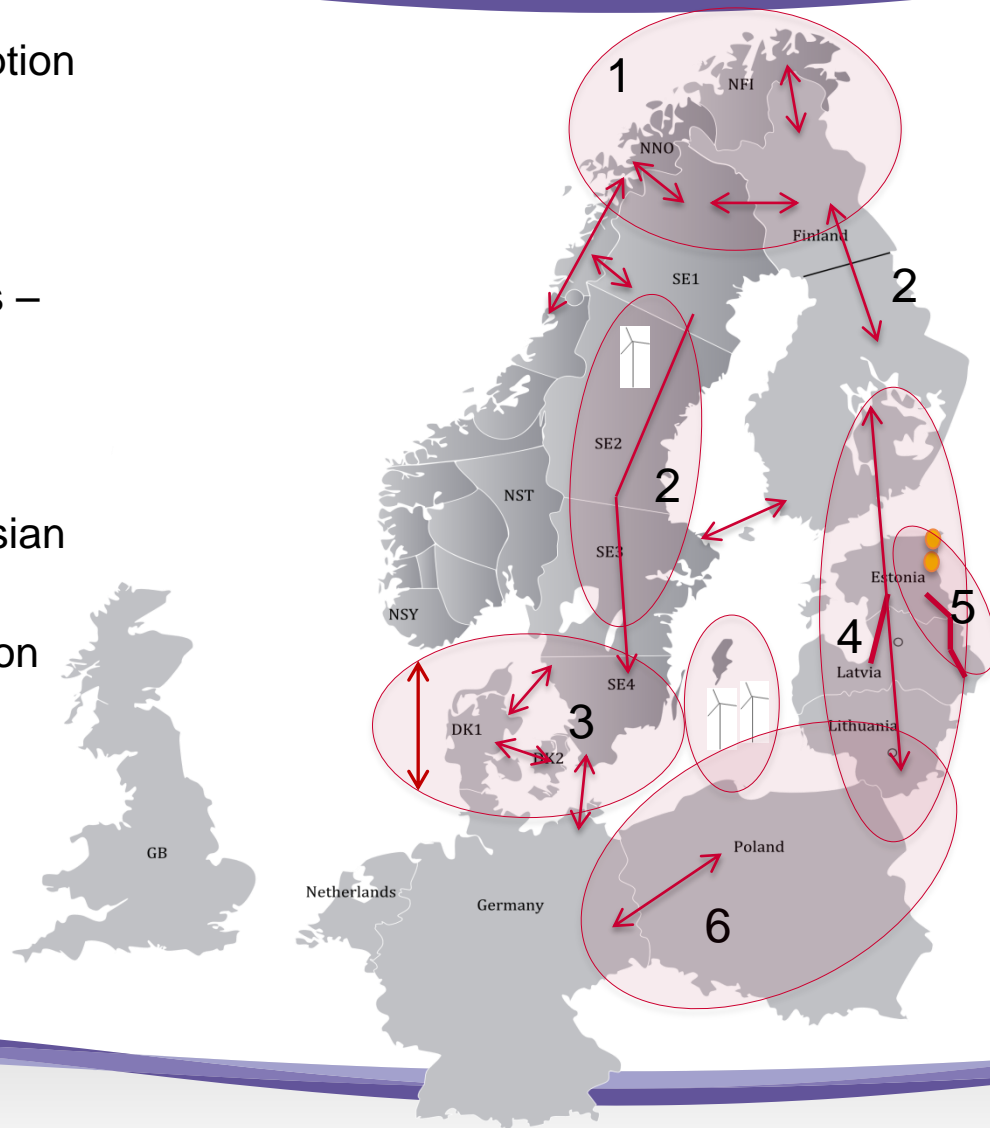 otion
s –
sian
on
1
NFI
NNO
Finland
SE1
2
SE2
2
NST
SE3
Estonia
5
NSY
4
Latvia
SE4
Lithuania
DK1
3
DK2
GB
Poland
Netherlands
Germany
6